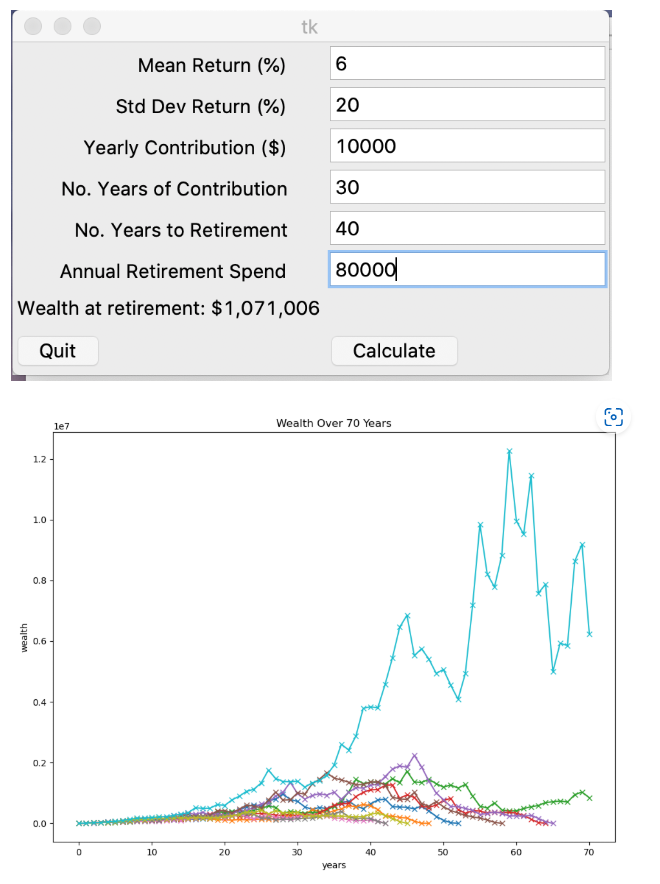 tk
Mean Return (%) 6
Std Dev Return (%) 20
Yearly Contribution ($) 10000
No. Years of Contribution 30
No. Years to Retirement 40
Annual Retirement Spend 80000
Wealth at retirement: $1,071,006
Quit Calculate
1e7 Wealth Over 70 Years
1.2
1.0
0.8
wealth
0.6
0.4
0.2
0.0
0 10 20 30 40 50 60 70
years